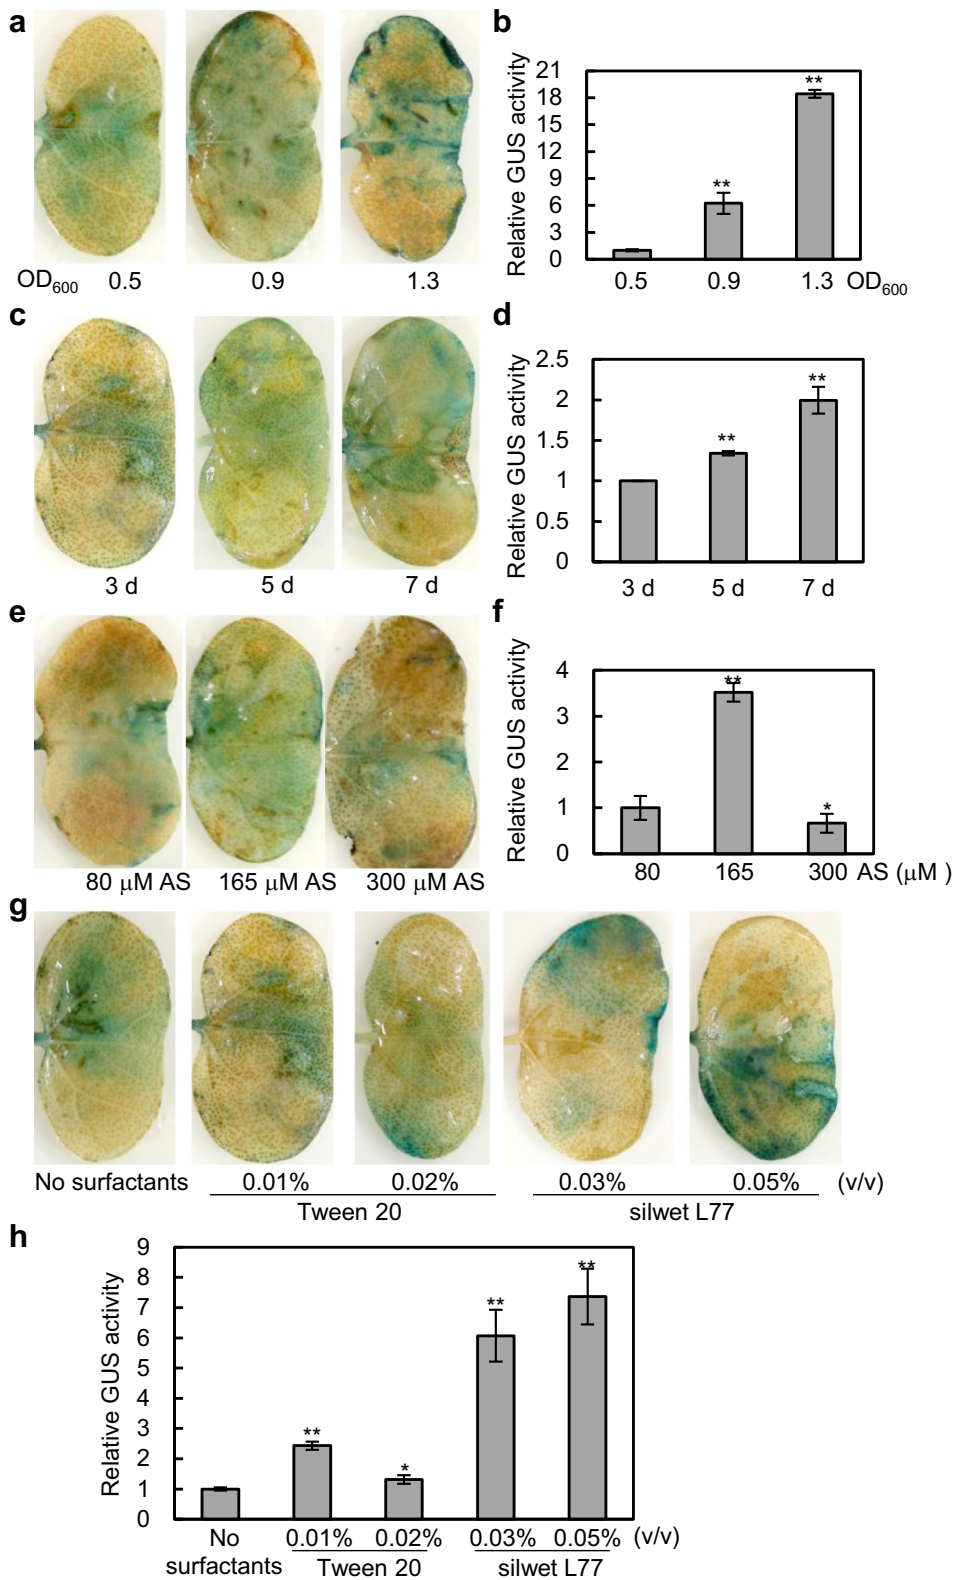 a
OD600 0.5 0.9 1.3
b
Relative GUS activity
21
18
15
12
9
6
3
0
** **
0.5 0.9 1.3 OD600
c
3 d 5 d 7 d
d
Relative GUS activity
2.5
2
1.5
1
0.5
0
** **
3 d 5 d 7 d
e
80 μM AS 165 μM AS 300 μM AS
f
Relative GUS activity
4
3
2
1
0
** *
80 165 300 AS (μM )
g
No surfactants 0.01% 0.02% 0.03% 0.05% (v/v)
Tween 20 silwet L77
h
Relative GUS activity
9
8
7
6
5
4
3
2
1
0
** * ** **
No 0.01% 0.02% 0.03% 0.05% (v/v)
surfactants Tween 20 silwet L77